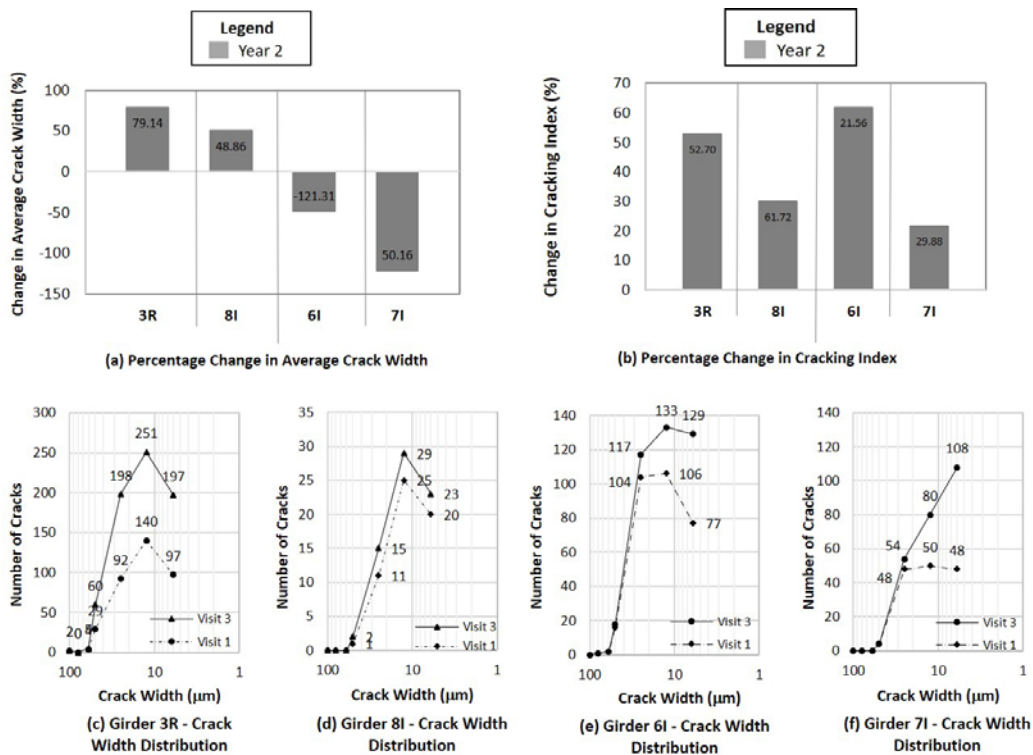 Legend
Year 2
Legend
Year 2
Change in Average Crack Width (%)
100
50
0
-50
-100
-150
79.14
48.86
-121.31
50.16
3R
8I
6I
7I
(a) Percentage Change in Average Crack Width
Change in Cracking Index (%)
70
60
50
40
30
20
10
0
52.70
61.72
21.56
29.88
3R
8I
6I
7I
(b) Percentage Change in Cracking Index
Number of Cracks
300
250
200
150
100
50
0
251
198
197
140
92
97
60
29
20
Visit 3
Visit 1
100
10
1
Crack Width (µm)
(c) Girder 3R - Crack
Width Distribution
Number of Cracks
35
30
25
20
15
10
5
0
29
25
23
20
15
11
2
1
Visit 3
Visit 1
100
10
1
Crack Width (µm)
(d) Girder 8I - Crack Width
Distribution
Number of Cracks
140
120
100
80
60
40
20
0
133
129
117
104
106
77
Visit 3
Visit 1
100
10
1
Crack Width (µm)
(e) Girder 6I - Crack Width
Distribution
Number of Cracks
140
120
100
80
60
40
20
0
108
80
54
50
48
48
Visit 3
Visit 1
100
10
1
Crack Width (µm)
(f) Girder 7I - Crack Width
Distribution